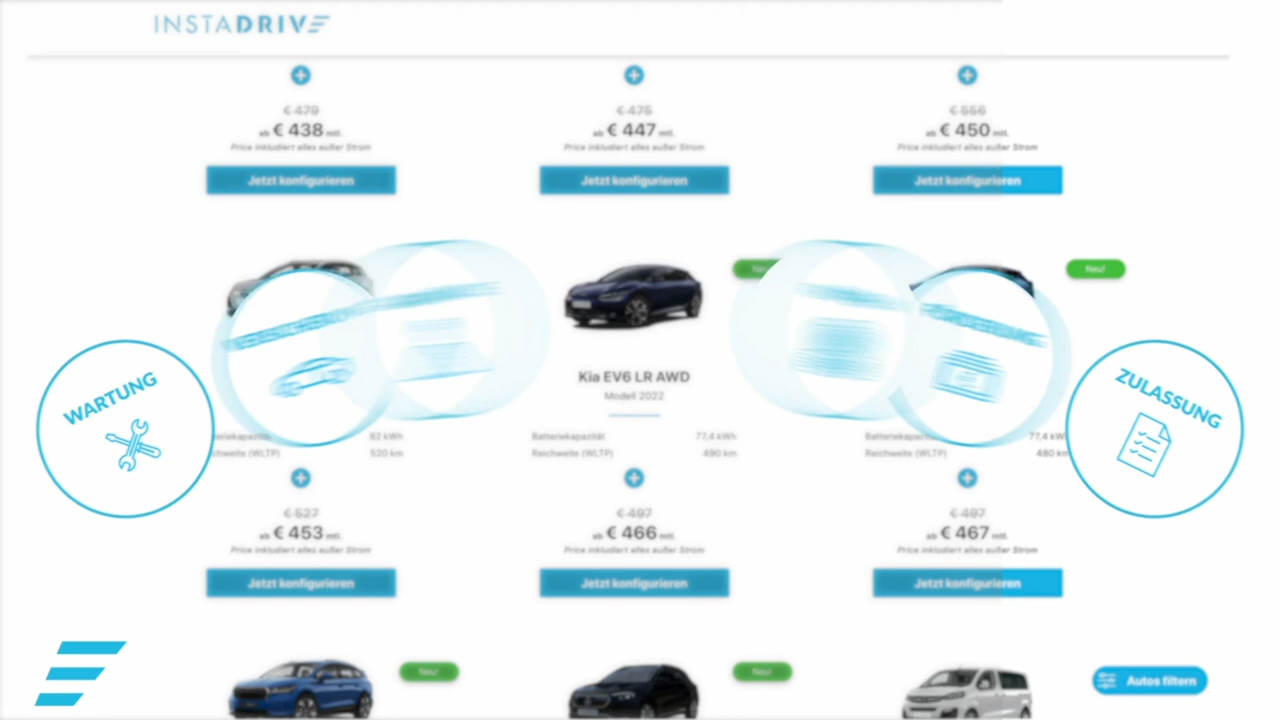 INSTADRIVE
€ 479
€ 475
€ 556
ab € 438 mtl.
ab € 447 mtl.
ab € 450 mtl.
Price inkludiert alles außer Strom
Price inkludiert alles außer Strom
Price inkludiert alles außer Strom
Jetzt konfigurieren
Jetzt konfigurieren
Jetzt konfigurieren
Neu!
WARTUNG
Kia EV6 LR AWD
Modell 2022
ZULASSUNG
82 kWh
Batteriekapazität
77,4 kWh
Batteriekapazität
77,4 kWh
(WLTP)
520 km
Reichweite (WLTP)
490 km
Reichweite (WLTP)
480 km
€ 527
€ 497
€ 497
ab € 453 mtl.
ab € 466 mtl.
ab € 467 mtl.
Price inkludiert alles außer Strom
Price inkludiert alles außer Strom
Price inkludiert alles außer Strom
Jetzt konfigurieren
Jetzt konfigurieren
Jetzt konfigurieren
Neu!
Neu!
Autos filtern